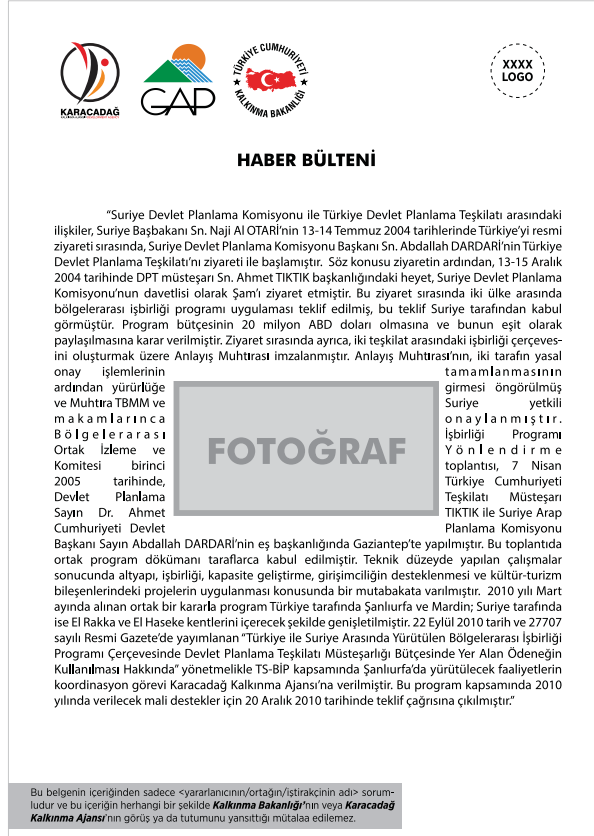 KARACADAĞ
GAP
TÜRKİYE CUMHURİYETİ
KALKINMA BAKANLIĞI
XXXX
LOGO
HABER BÜLTENİ
“Suriye Devlet Planlama Komisyonu ile Türkiye Devlet Planlama Teşkilatı arasındaki
ilişkiler, Suriye Başbakanı Sn. Naji Al OTARİ’nin 13-14 Temmuz 2004 tarihlerinde Türkiye’yi resmi
ziyareti sırasında, Suriye Devlet Planlama Komisyonu Başkanı Sn. Abdallah DARDARİ’nin Türkiye
Devlet Planlama Teşkilatı’nı ziyareti ile başlamıştır. Söz konusu ziyaretin ardından, 13-15 Aralık
2004 tarihinde DPT müsteşarı Sn. Ahmet TIKTIK başkanlığındaki heyet, Suriye Devlet Planlama
Komisyonu’nun davetlisi olarak Şam’ı ziyaret etmiştir. Bu ziyaret sırasında iki ülke arasında
bölgelerarası işbirliği programı uygulaması teklif edilmiş, bu teklif Suriye tarafından kabul
görmüştür. Program bütçesinin 20 milyon ABD doları olmasına ve bunun eşit olarak
paylaşılmasına karar verilmiştir. Ziyaret sırasında ayrıca, iki teşkilat arasındaki işbirliği çerçeves-
ini oluşturmak üzere Anlayış Muhtırası imzalanmıştır. Anlayış Muhtırası’nın, iki tarafın yasal
onay işlemlerinin tamamlanmasının
ardından yürürlüğe girmesi öngörülmüş
ve Muhtıra TBMM ve Suriye yetkili
makamlarınca onaylanmıştır.
Bölgelerarası İşbirliği Programı
Ortak İzleme ve Yönlendirme
Komitesi birinci toplantısı, 7 Nisan
2005 tarihinde, Türkiye Cumhuriyeti
Devlet Planlama Teşkilatı Müsteşarı
Sayın Dr. Ahmet TIKTIK ile Suriye Arap
Cumhuriyeti Devlet Planlama Komisyonu
FOTOĞRAF
Başkanı Sayın Abdallah DARDARİ’nin eş başkanlığında Gaziantep’te yapılmıştır. Bu toplantıda
ortak program dökümanı taraflarca kabul edilmiştir. Teknik düzeyde yapılan çalışmalar
sonucunda altyapı, işbirliği, kapasite geliştirme, girişimciliğin desteklenmesi ve kültür-turizm
bileşenlerindeki projelerin uygulanması konusunda bir mutabakata varılmıştır. 2010 yılı Mart
ayında alınan ortak bir kararla program Türkiye tarafında Şanlıurfa ve Mardin; Suriye tarafında
ise El Rakka ve El Haseke kentlerini içerecek şekilde genişletilmiştir. 22 Eylül 2010 tarih ve 27707
sayılı Resmi Gazete’de yayımlanan “Türkiye ile Suriye Arasında Yürütülen Bölgelerarası İşbirliği
Programı Çerçevesinde Devlet Planlama Teşkilatı Müsteşarlığı Bütçesinde Yer Alan Ödeneğin
Kullanılması Hakkında” yönetmelikle TS-BİP kapsamında Şanlıurfa’da yürütülecek faaliyetlerin
koordinasyon görevi Karacadağ Kalkınma Ajansı’na verilmiştir. Bu program kapsamında 2010
yılında verilecek mali destekler için 20 Aralık 2010 tarihinde teklif çağrısına çıkılmıştır.”
Bu belgenin içeriğinden sadece <yararlanıcının/ortağın/iştirakçinin adı> sorum-
ludur ve bu içeriğin herhangi bir şekilde Kalkınma Bakanlığı’nın veya Karacadağ
Kalkınma Ajansı’nın görüş ya da tutumunu yansıttığı mütalaa edilemez.